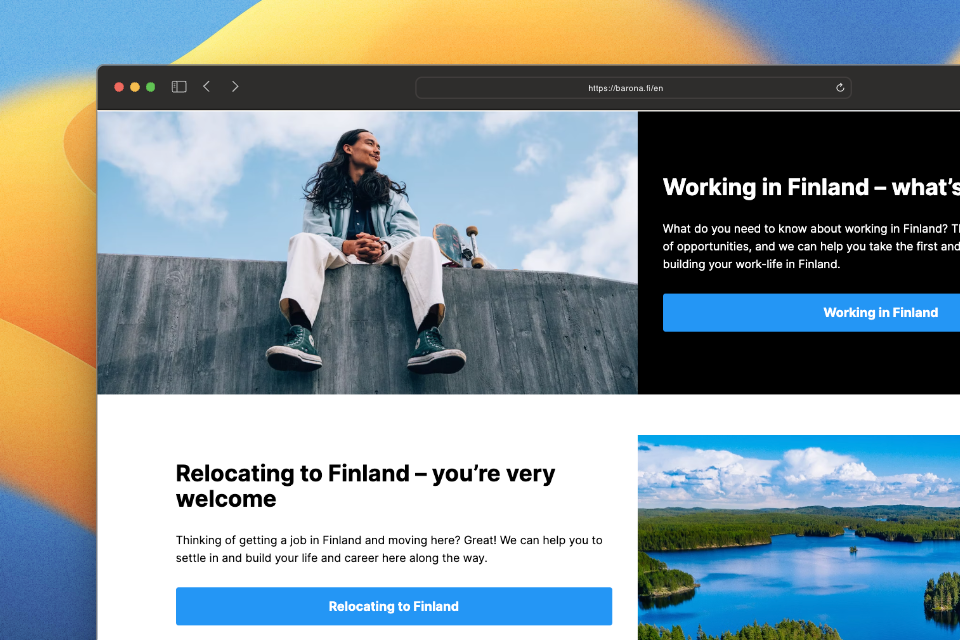 https://barona.fi/en
Working in Finland – what's
What do you need to know about working in Finland?
of opportunities, and we can help you take the first and
building your work-life in Finland.
Working in Finland
Relocating to Finland – you're very
welcome
Thinking of getting a job in Finland and moving here? Great! We can help you to
settle in and build your life and career here along the way.
Relocating to Finland